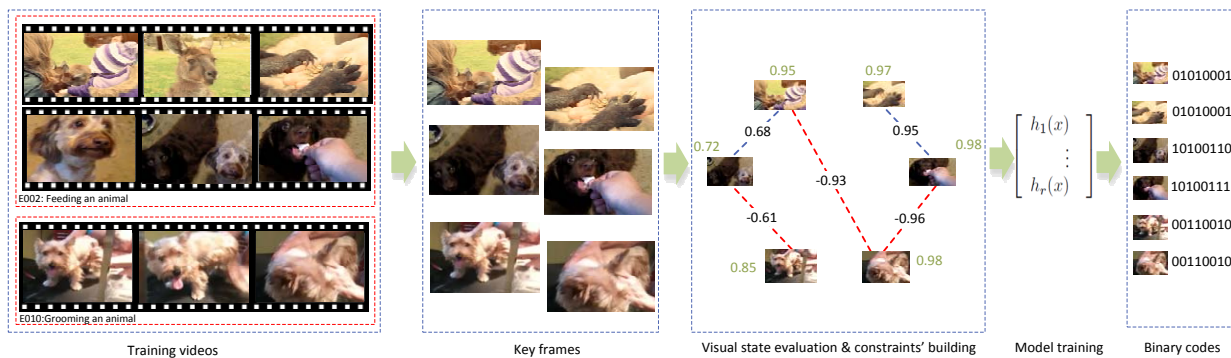 E002: Feeding an animal
E010:Grooming an animal
Training videos
Key frames
0.95
0.97
0.68
0.95
0.72
0.98
-0.93
-0.61
-0.96
0.85
0.98
Visual state evaluation & constraints' building
h₁(x)
⋮
hᵣ(x)
Model training
01010001
01010001
10100110
10100111
00110010
00110010
Binary codes